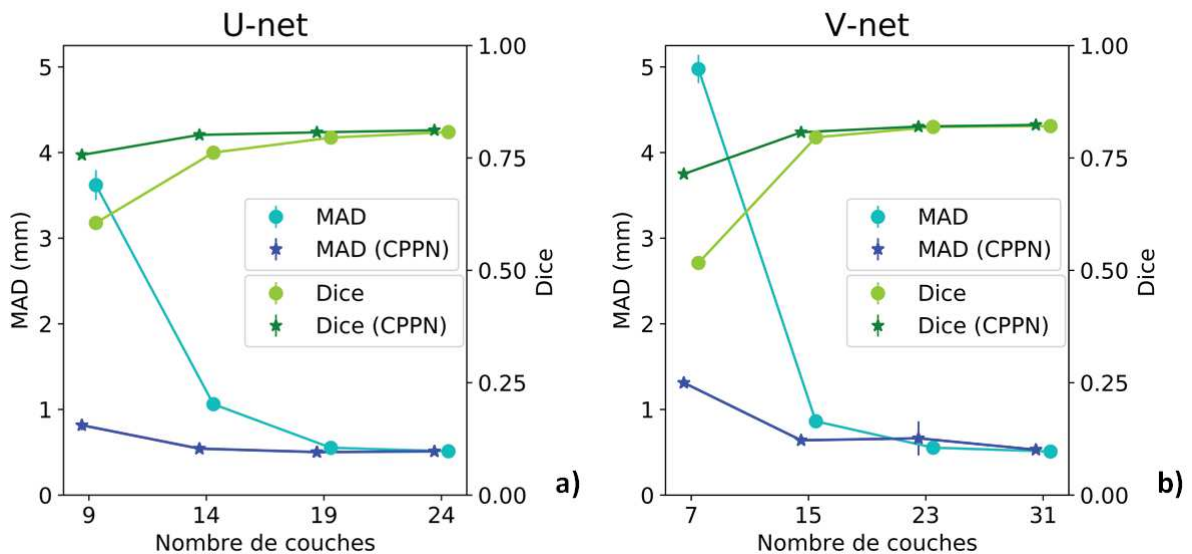 U-net
5
4
3
2
1
0
MAD (mm)
1.00
0.75
0.50
0.25
0.00
Dice
MAD
MAD (CPPN)
Dice
Dice (CPPN)
9 14 19 24
Nombre de couches
a)
V-net
5
4
3
2
1
0
MAD (mm)
1.00
0.75
0.50
0.25
0.00
Dice
MAD
MAD (CPPN)
Dice
Dice (CPPN)
7 15 23 31
Nombre de couches
b)